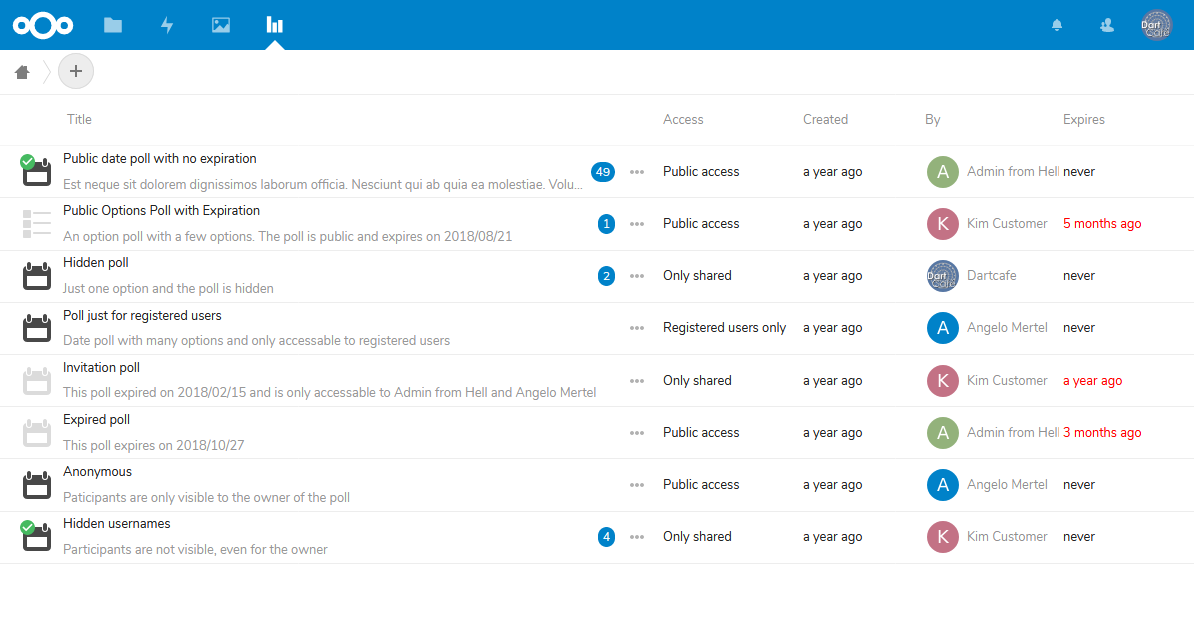 Dart
Café
Title Access Created By Expires
Public date poll with no expiration
Est neque sit dolorem dignissimos laborum officia. Nesciunt qui ab quia ea molestiae. Volu... 49 Public access a year ago A Admin from Hell never
Public Options Poll with Expiration
An option poll with a few options. The poll is public and expires on 2018/08/21 1 Public access a year ago K Kim Customer 5 months ago
Hidden poll
Just one option and the poll is hidden 2 Only shared a year ago Dart Café Dartcafe never
Poll just for registered users
Date poll with many options and only accessable to registered users Registered users only a year ago A Angelo Mertel never
Invitation poll
This poll expired on 2018/02/15 and is only accessable to Admin from Hell and Angelo Mertel Only shared a year ago K Kim Customer a year ago
Expired poll
This poll expires on 2018/10/27 Public access a year ago A Admin from Hell 3 months ago
Anonymous
Paticipants are only visible to the owner of the poll Public access a year ago A Angelo Mertel never
Hidden usernames
Participants are not visible, even for the owner 4 Only shared a year ago K Kim Customer never